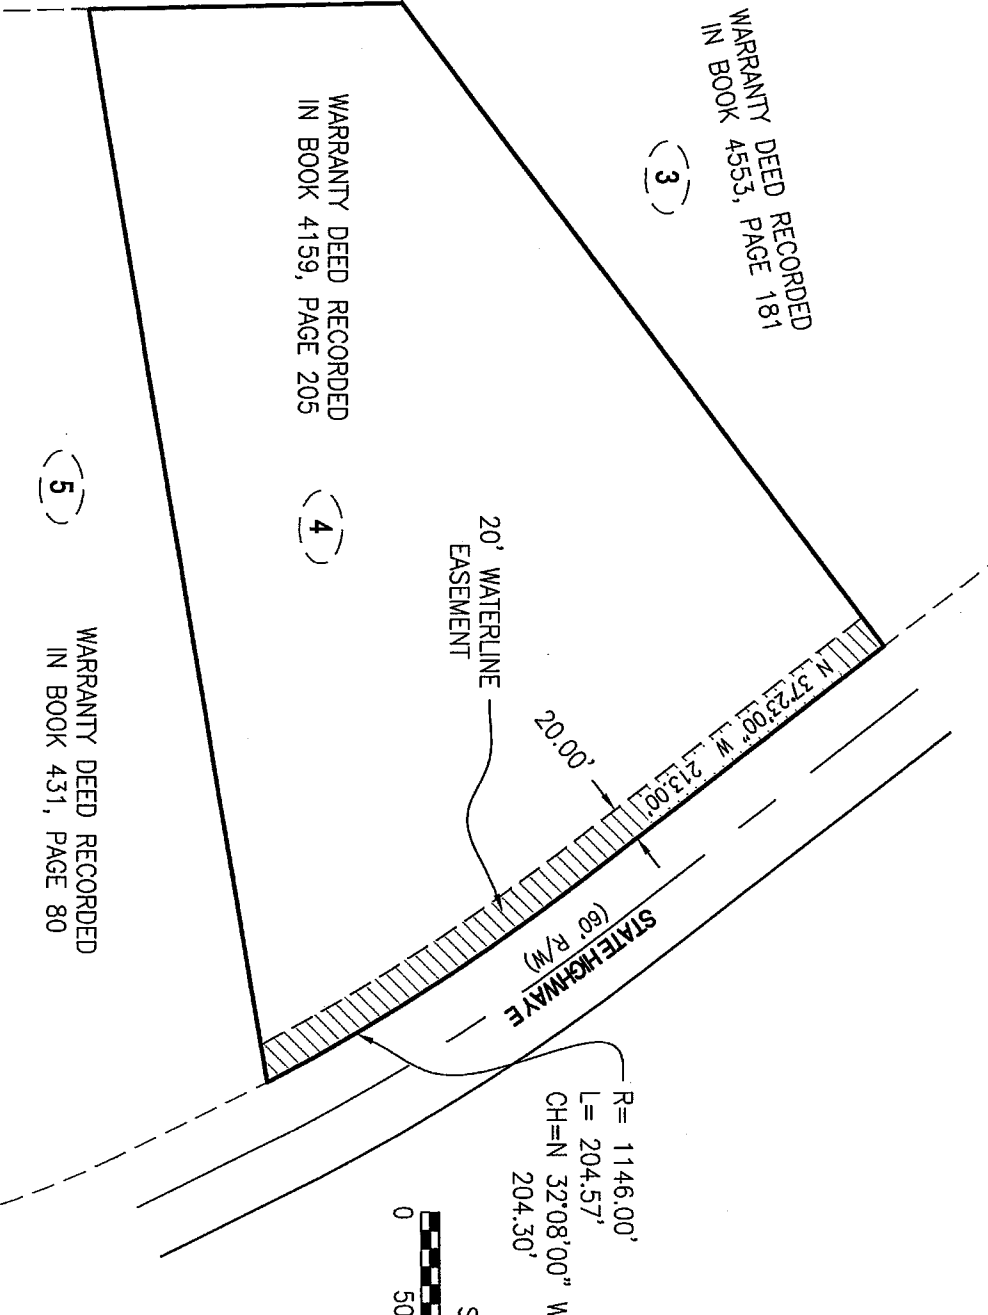 WARRANTY DEED RECORDED
IN BOOK 4553, PAGE 181
3
WARRANTY DEED RECORDED
IN BOOK 4159, PAGE 205
4
5
WARRANTY DEED RECORDED
IN BOOK 431, PAGE 80
20' WATERLINE
EASEMENT
20.00'
N 37°23'00" W 213.00'
STATE HIGHWAY E
(60' R/W)
R= 1146.00'
L= 204.57'
CH=N 32°08'00" W
204.30'
0
50